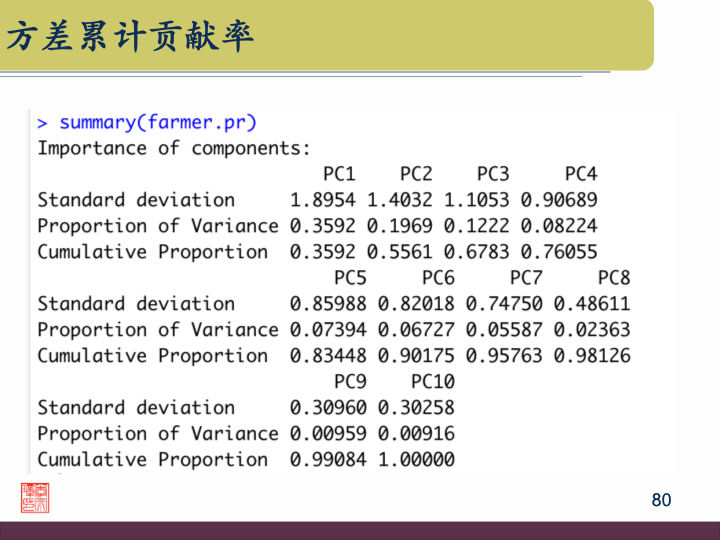 方差累计贡献率
> summary(farmer.pr)
Importance of components:
PC1 PC2 PC3 PC4
Standard deviation 1.8954 1.4032 1.1053 0.90689
Proportion of Variance 0.3592 0.1969 0.1222 0.08224
Cumulative Proportion 0.3592 0.5561 0.6783 0.76055
PC5 PC6 PC7 PC8
Standard deviation 0.85988 0.82018 0.74750 0.48611
Proportion of Variance 0.07394 0.06727 0.05587 0.02363
Cumulative Proportion 0.83448 0.90175 0.95763 0.98126
PC9 PC10
Standard deviation 0.30960 0.30258
Proportion of Variance 0.00959 0.00916
Cumulative Proportion 0.99084 1.00000
80